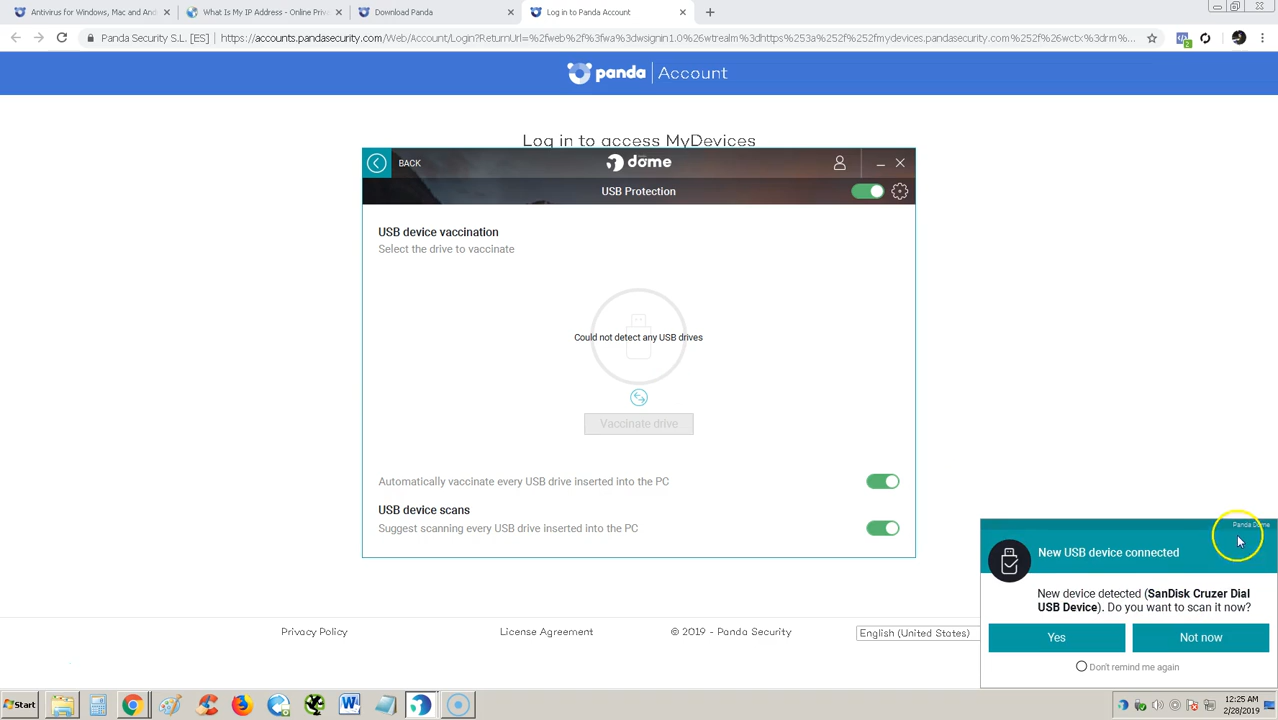 Antivirus for Windows, Mac and An
What Is My IP Address - Online Priva
Download Panda
Log in to Panda Account
Panda Security S.L. [ES]
https://accounts.pandasecurity.com/Web/Account/Login?ReturnUrl=%2fweb%2f%3fwa%3dwsignin1.0%26wtrealm%3dhttps%253a%252f%252fmydevices.pandasecurity.com%252f%26wctx%3drm%...
2
panda | Account
Log in to access MyDevices
BACK
dome
USB Protection
USB device vaccination
Select the drive to vaccinate
Could not detect any USB drives
Vaccinate drive
Automatically vaccinate every USB drive inserted into the PC
USB device scans
Suggest scanning every USB drive inserted into the PC
Panda Dome
New USB device connected
New device detected (SanDisk Cruzer Dial
USB Device). Do you want to scan it now?
Yes
Not now
Don't remind me again
Privacy Policy
License Agreement
© 2019 - Panda Security
English (United States)
Start
12:25 AM
2/28/2019